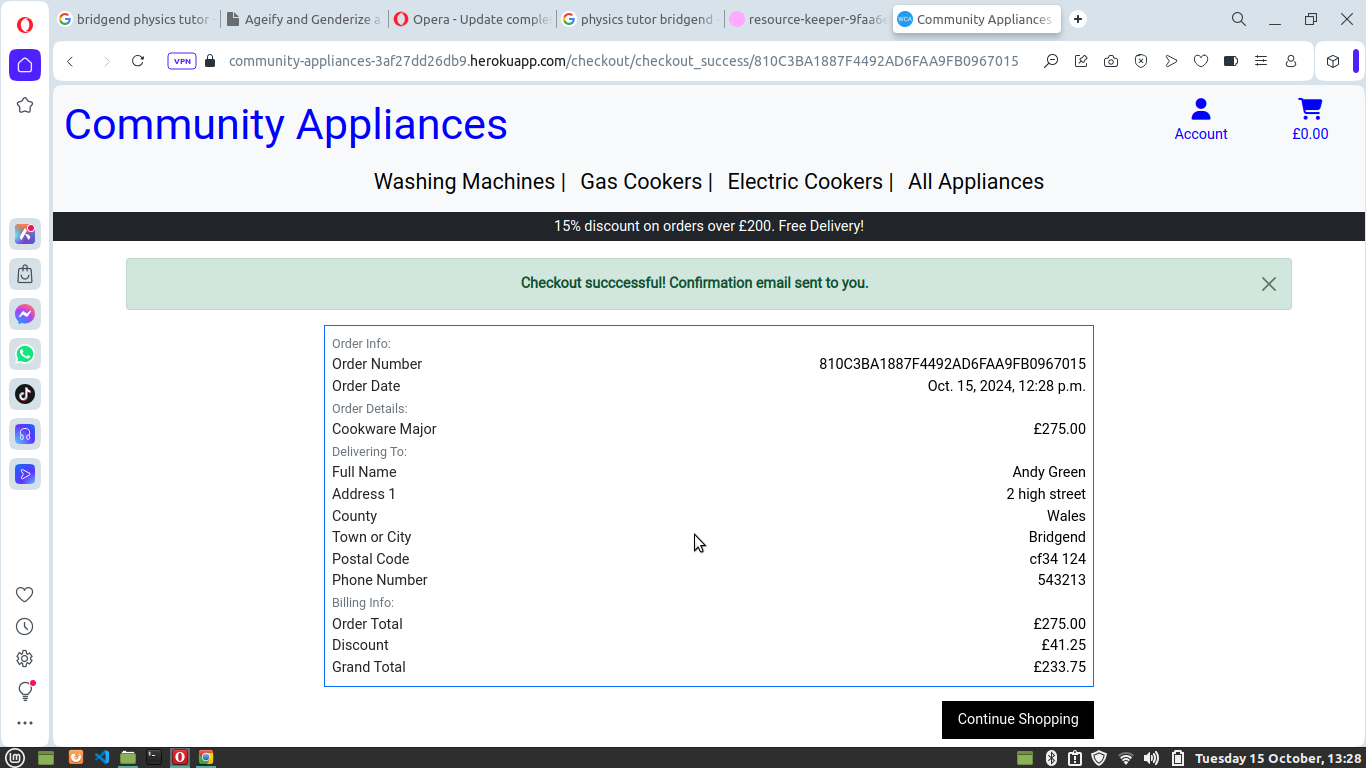 bridgend physics tutor -
Ageify and Genderize a
Opera - Update comple
physics tutor bridgend -
resource-keeper-9faa6
Community Appliances
VPN
community-appliances-3af27dd26db9.herokuapp.com/checkout/checkout_success/810C3BA1887F4492AD6FAA9FB0967015
Community Appliances
Account
£0.00
Washing Machines | Gas Cookers | Electric Cookers | All Appliances
15% discount on orders over £200. Free Delivery!
Checkout succcessful! Confirmation email sent to you.
Order Info:
Order Number 810C3BA1887F4492AD6FAA9FB0967015
Order Date Oct. 15, 2024, 12:28 p.m.
Order Details:
Cookware Major £275.00
Delivering To:
Full Name Andy Green
Address 1 2 high street
County Wales
Town or City Bridgend
Postal Code cf34 124
Phone Number 543213
Billing Info:
Order Total £275.00
Discount £41.25
Grand Total £233.75
Continue Shopping
Tuesday 15 October, 13:28